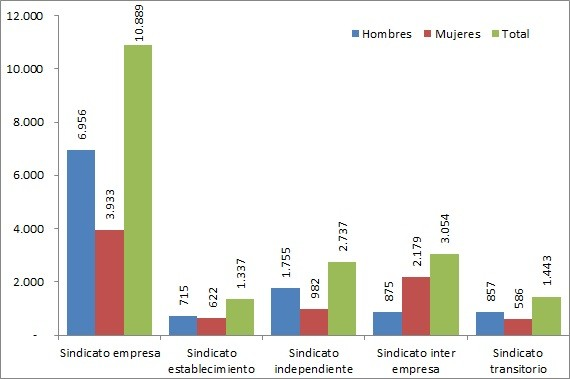 12.000
10.000
8.000
6.000
4.000
2.000
-
Hombres Mujeres Total
6.956
3.933
10.889
715
622
1.337
1.755
982
2.737
875
2.179
3.054
857
586
1.443
Sindicato empresa
Sindicato
establecimiento
Sindicato
independiente
Sindicato inter
empresa
Sindicato
transitorio